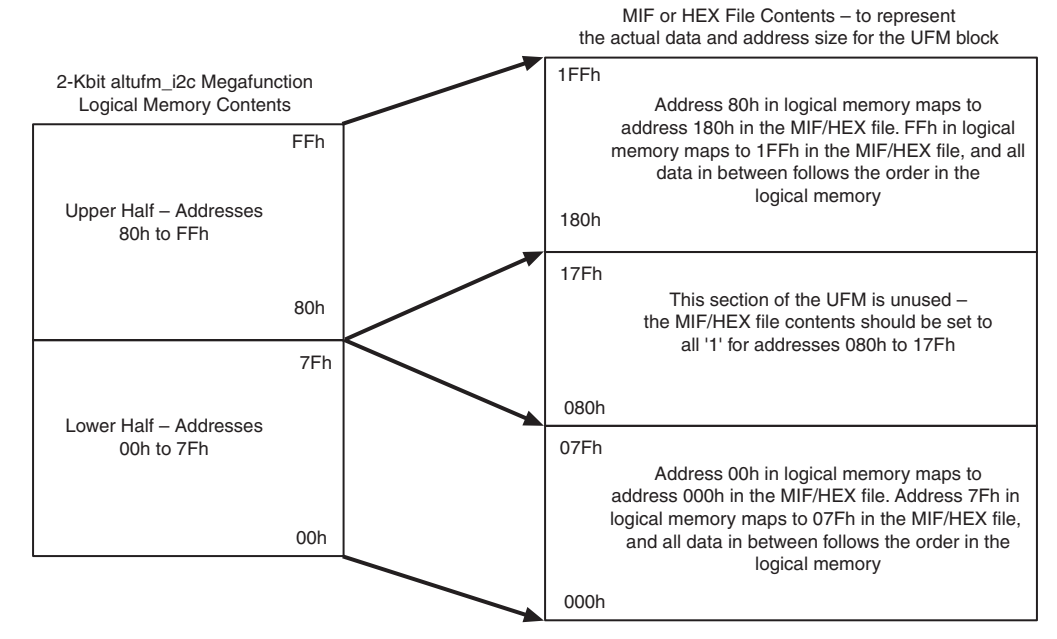 MIF or HEX File Contents – to represent
the actual data and address size for the UFM block
2-Kbit altufm_i2c Megafunction
Logical Memory Contents
FFh
Upper Half – Addresses
80h to FFh
80h
7Fh
Lower Half – Addresses
00h to 7Fh
00h
1FFh
Address 80h in logical memory maps to
address 180h in the MIF/HEX file. FFh in logical
memory maps to 1FFh in the MIF/HEX file, and all
data in between follows the order in the
logical memory
180h
17Fh
This section of the UFM is unused –
the MIF/HEX file contents should be set to
all '1' for addresses 080h to 17Fh
080h
07Fh
Address 00h in logical memory maps to
address 000h in the MIF/HEX file. Address 7Fh in
logical memory maps to 07Fh in the MIF/HEX file,
and all data in between follows the order in the
logical memory
000h